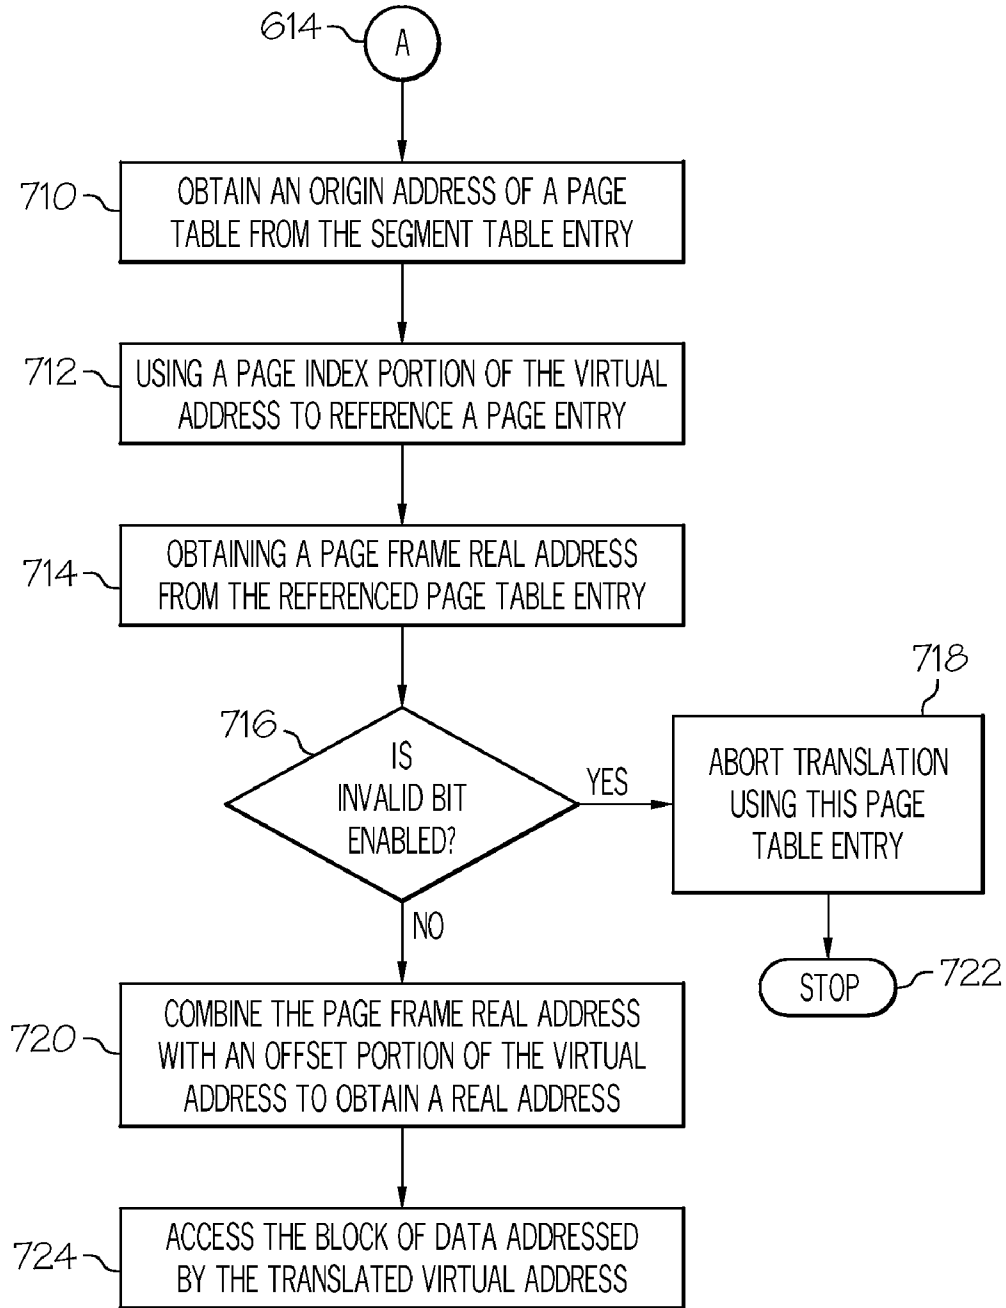 614
A
710
OBTAIN AN ORIGIN ADDRESS OF A PAGE
TABLE FROM THE SEGMENT TABLE ENTRY
712
USING A PAGE INDEX PORTION OF THE VIRTUAL
ADDRESS TO REFERENCE A PAGE ENTRY
714
OBTAINING A PAGE FRAME REAL ADDRESS
FROM THE REFERENCED PAGE TABLE ENTRY
716
IS
INVALID BIT
ENABLED?
YES
718
ABORT TRANSLATION
USING THIS PAGE
TABLE ENTRY
NO
STOP
722
720
COMBINE THE PAGE FRAME REAL ADDRESS
WITH AN OFFSET PORTION OF THE VIRTUAL
ADDRESS TO OBTAIN A REAL ADDRESS
724
ACCESS THE BLOCK OF DATA ADDRESSED
BY THE TRANSLATED VIRTUAL ADDRESS